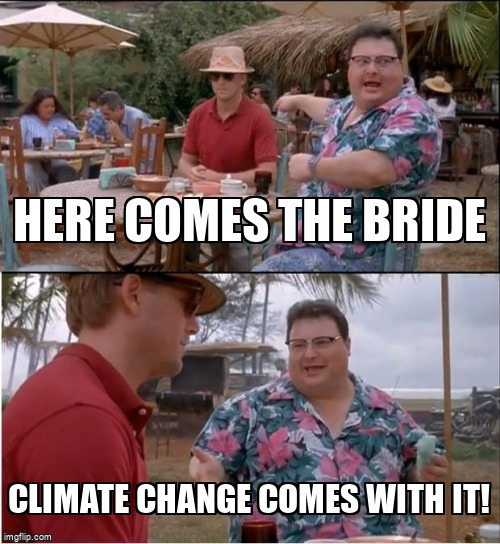 HERE COMES THE BRIDE
CLIMATE CHANGE COMES WITH IT!
imgflip.com